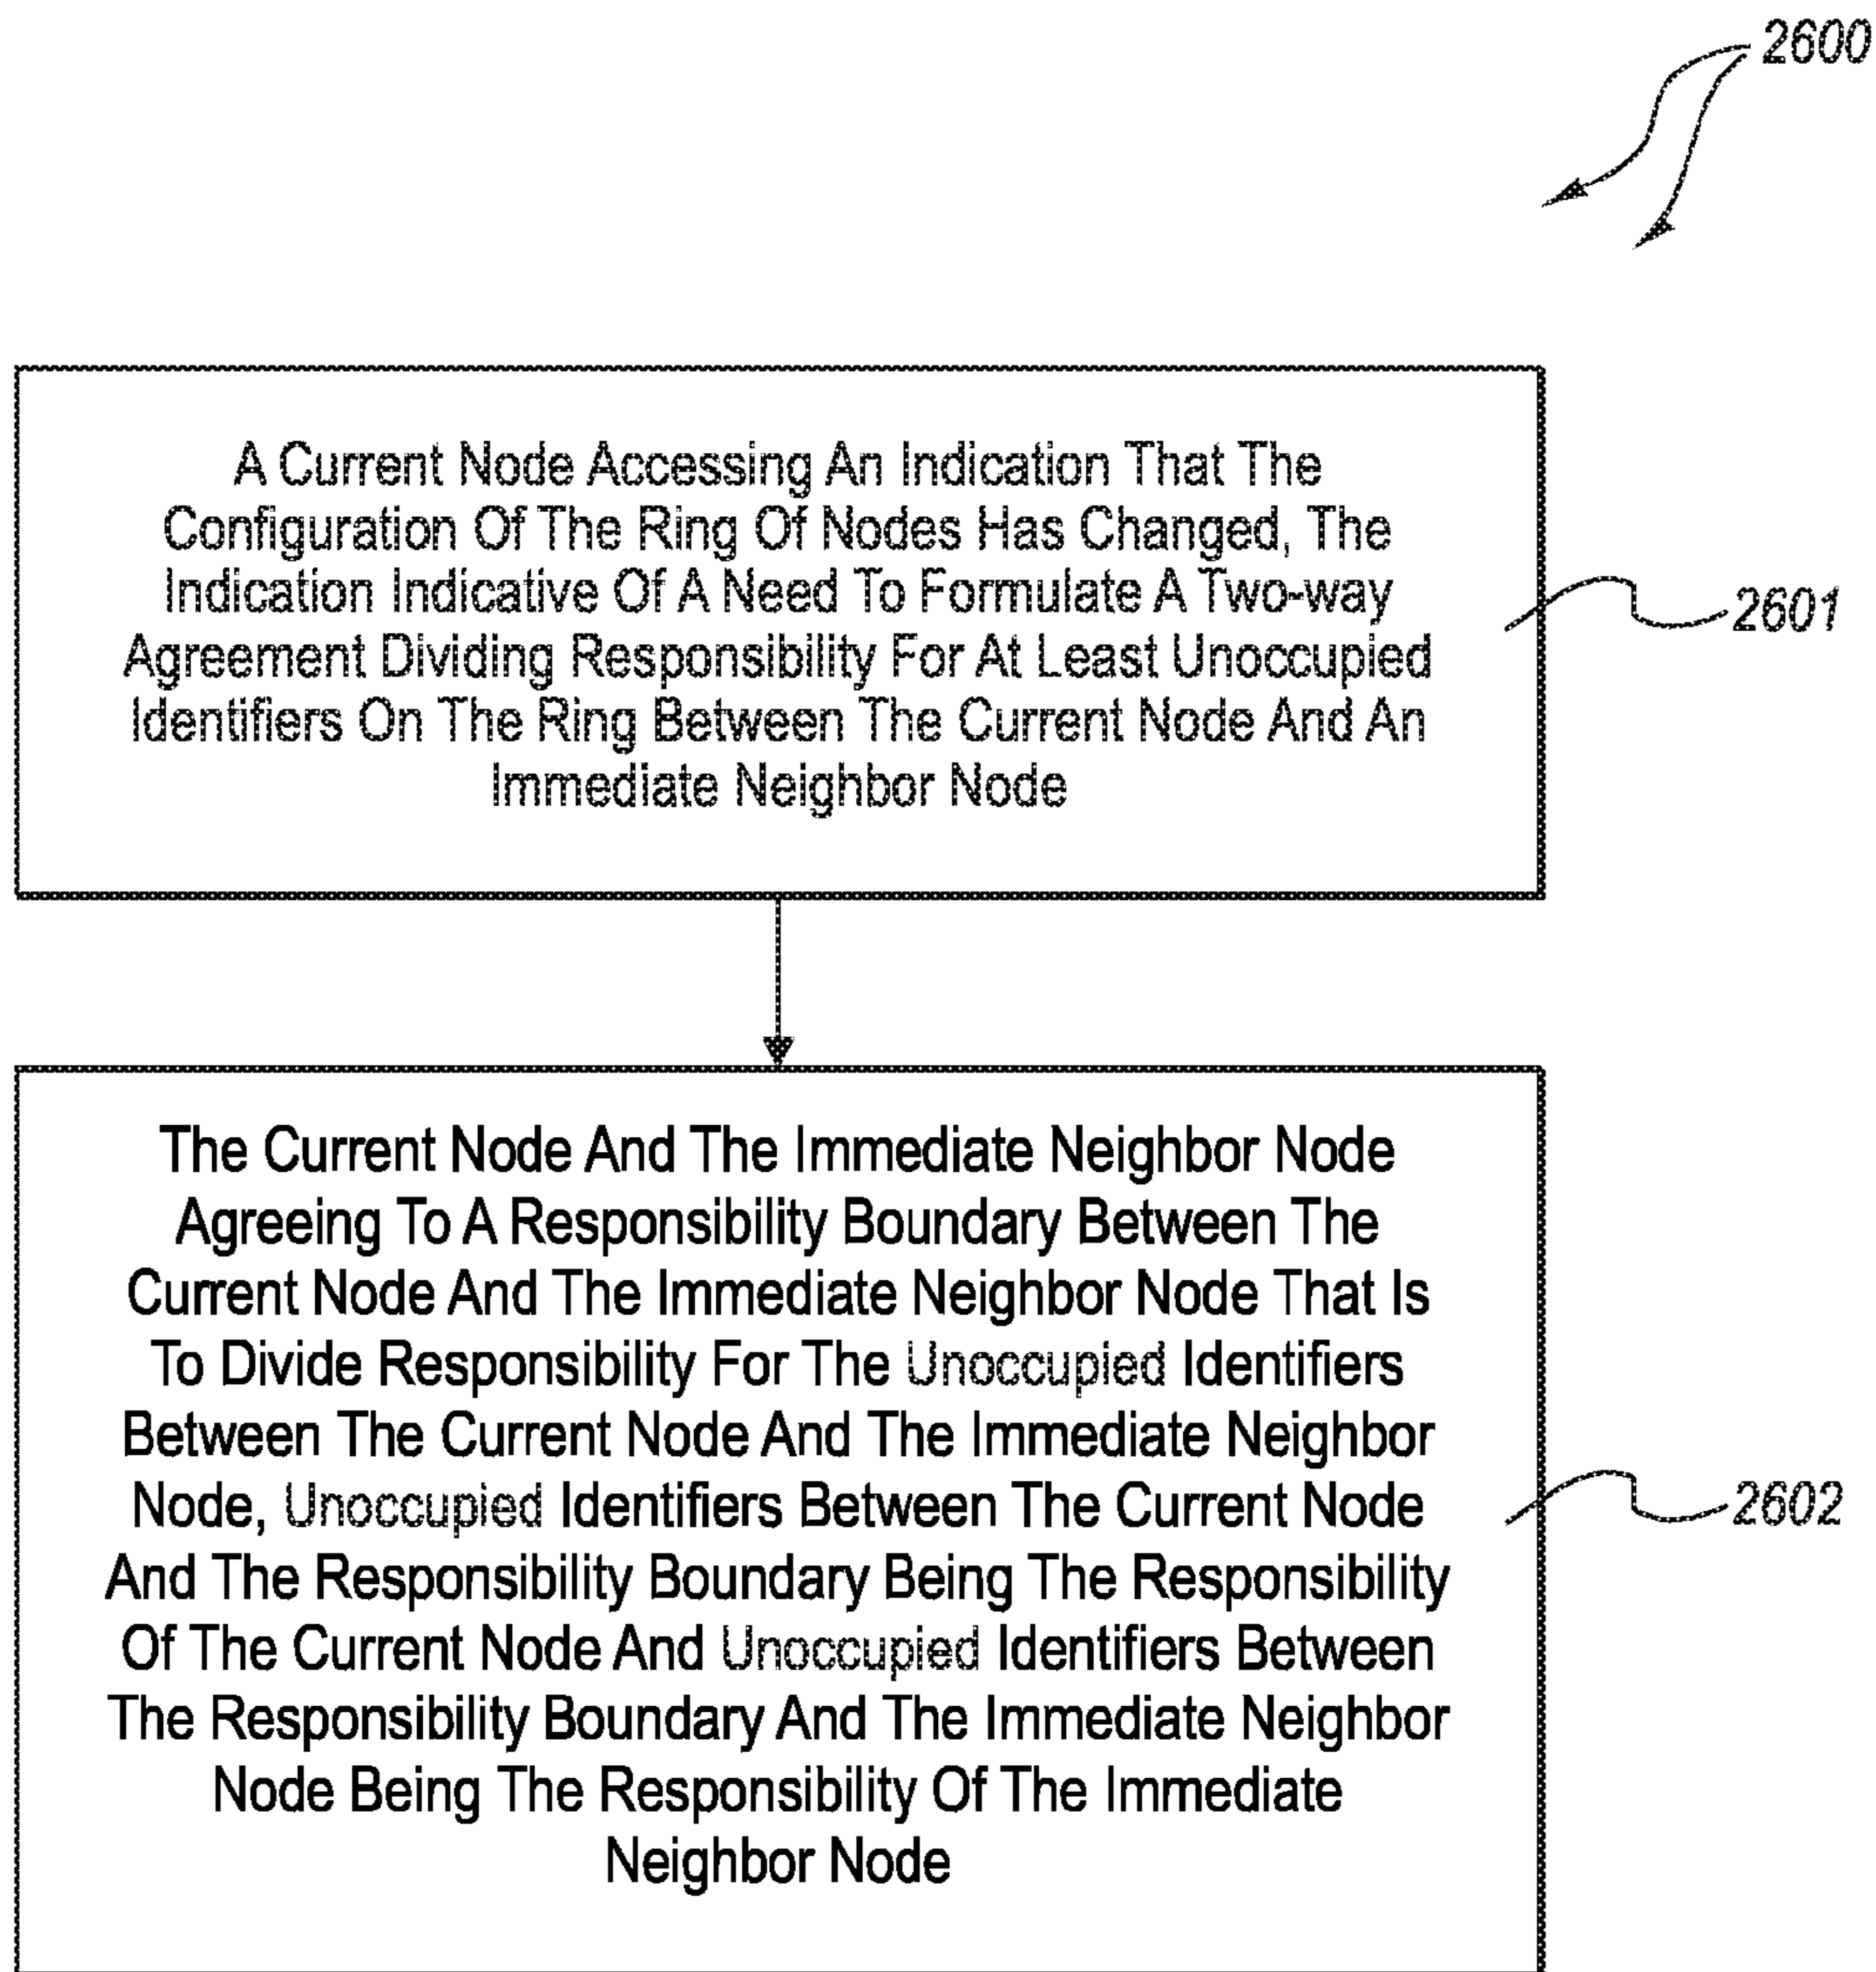 2600
A Current Node Accessing An Indication That The
Configuration Of The Ring Of Nodes Has Changed, The
Indication Indicative Of A Need To Formulate A Two-way
Agreement Dividing Responsibility For At Least Unoccupied
Identifiers On The Ring Between The Current Node And An
Immediate Neighbor Node
2601
The Current Node And The Immediate Neighbor Node
Agreeing To A Responsibility Boundary Between The
Current Node And The Immediate Neighbor Node That Is
To Divide Responsibility For The Unoccupied Identifiers
Between The Current Node And The Immediate Neighbor
Node, Unoccupied Identifiers Between The Current Node
And The Responsibility Boundary Being The Responsibility
Of The Current Node And Unoccupied Identifiers Between
The Responsibility Boundary And The Immediate Neighbor
Node Being The Responsibility Of The Immediate
Neighbor Node
2602